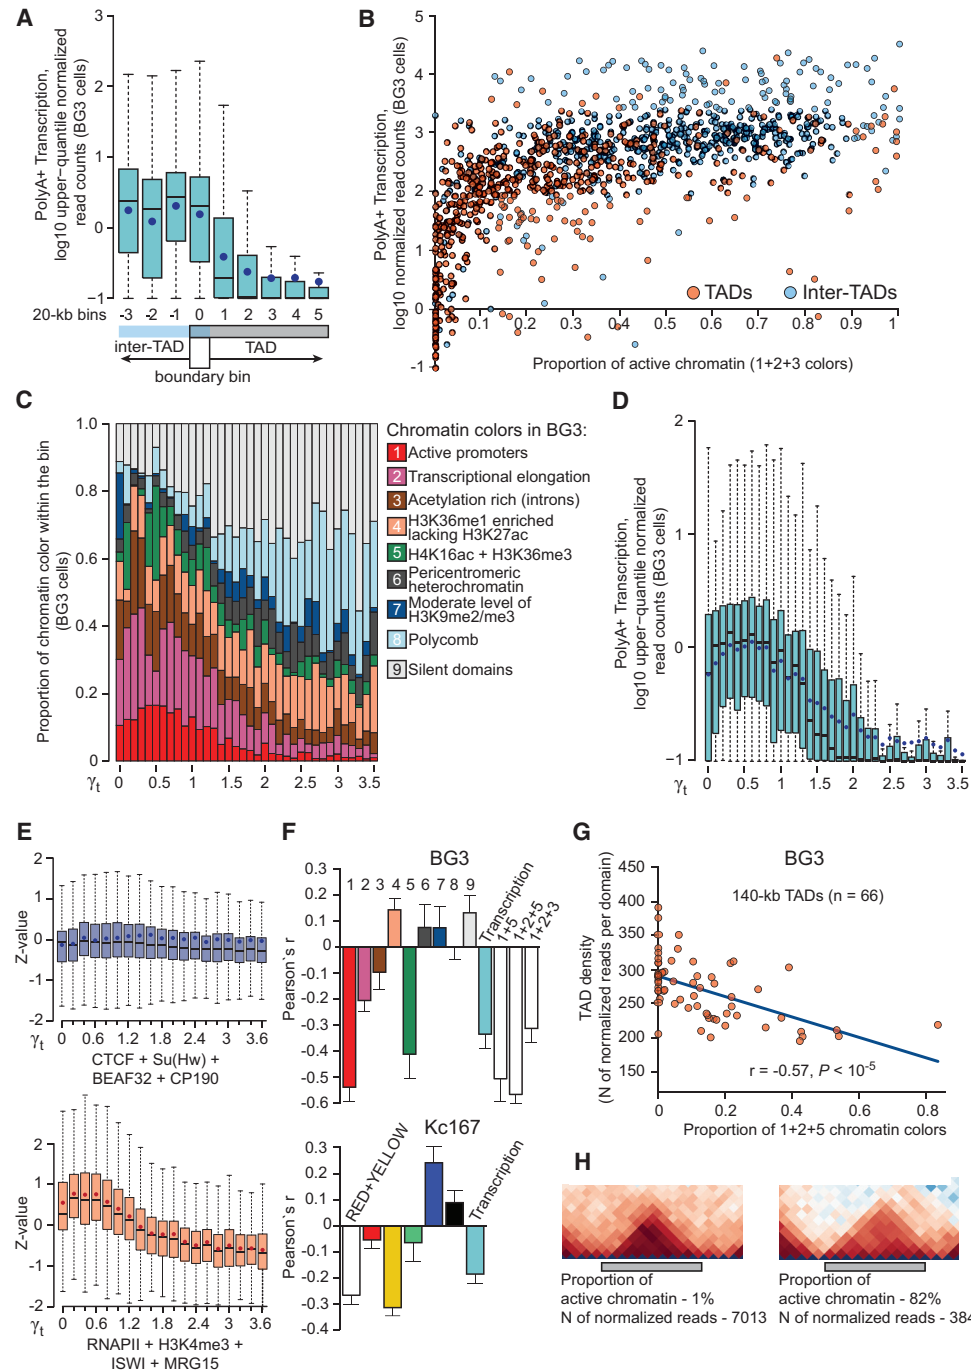 A
PolyA+ Transcription,
log10 upper-quantile normalized
read counts (BG3 cells)
3
2
1
0
−1
20-kb bins
-3 -2 -1 0 1 2 3 4 5
inter-TAD
TAD
boundary bin
B
PolyA+ Transcription,
log10 normalized read counts (BG3 cells)
5
4
3
2
1
0
-1
0.1 0.2 0.3 0.4 0.5 0.6 0.7 0.8 0.9 1
TADs
Inter-TADs
Proportion of active chromatin (1+2+3 colors)
C
Proportion of chromatin color within the bin
(BG3 cells)
1.0
0.8
0.6
0.4
0.2
0
γt
0 0.5 1 1.5 2 2.5 3 3.5
Chromatin colors in BG3:
1 Active promoters
2 Transcriptional elongation
3 Acetylation rich (introns)
4 H3K36me1 enriched
lacking H3K27ac
5 H4K16ac + H3K36me3
6 Pericentromeric
heterochromatin
7 Moderate level of
H3K9me2/me3
8 Polycomb
9 Silent domains
D
PolyA+ Transcription,
log10 upper-quantile normalized
read counts (BG3 cells)
2
1
0
−1
γt
0 0.5 1 1.5 2 2.5 3 3.5
E
Z-value
2
1
0
-1
-2
γt
0 0.6 1.2 1.8 2.4 3 3.6
CTCF + Su(Hw) +
BEAF32 + CP190
Z-value
2
1
0
-1
-2
γt
0 0.6 1.2 1.8 2.4 3 3.6
RNAPII + H3K4me3 +
ISWI + MRG15
F
BG3
Pearson`s r
0.3
0.2
0.1
0
-0.1
-0.2
-0.3
-0.4
-0.5
-0.6
1 2 3 4 5 6 7 8 9
Transcription
1+5
1+2+5
1+2+3
Kc167
Pearson`s r
0.3
0.2
0.1
0
-0.1
-0.2
-0.3
-0.4
RED+YELLOW
Transcription
G
BG3
TAD density
(N of normalized reads per domain)
450
400
350
300
250
200
150
140-kb TADs (n = 66)
r = -0.57, P < 10-5
0 0.2 0.4 0.6 0.8
Proportion of 1+2+5 chromatin colors
H
Proportion of
active chromatin - 1%
N of normalized reads - 7013
Proportion of
active chromatin - 82%
N of normalized reads - 384